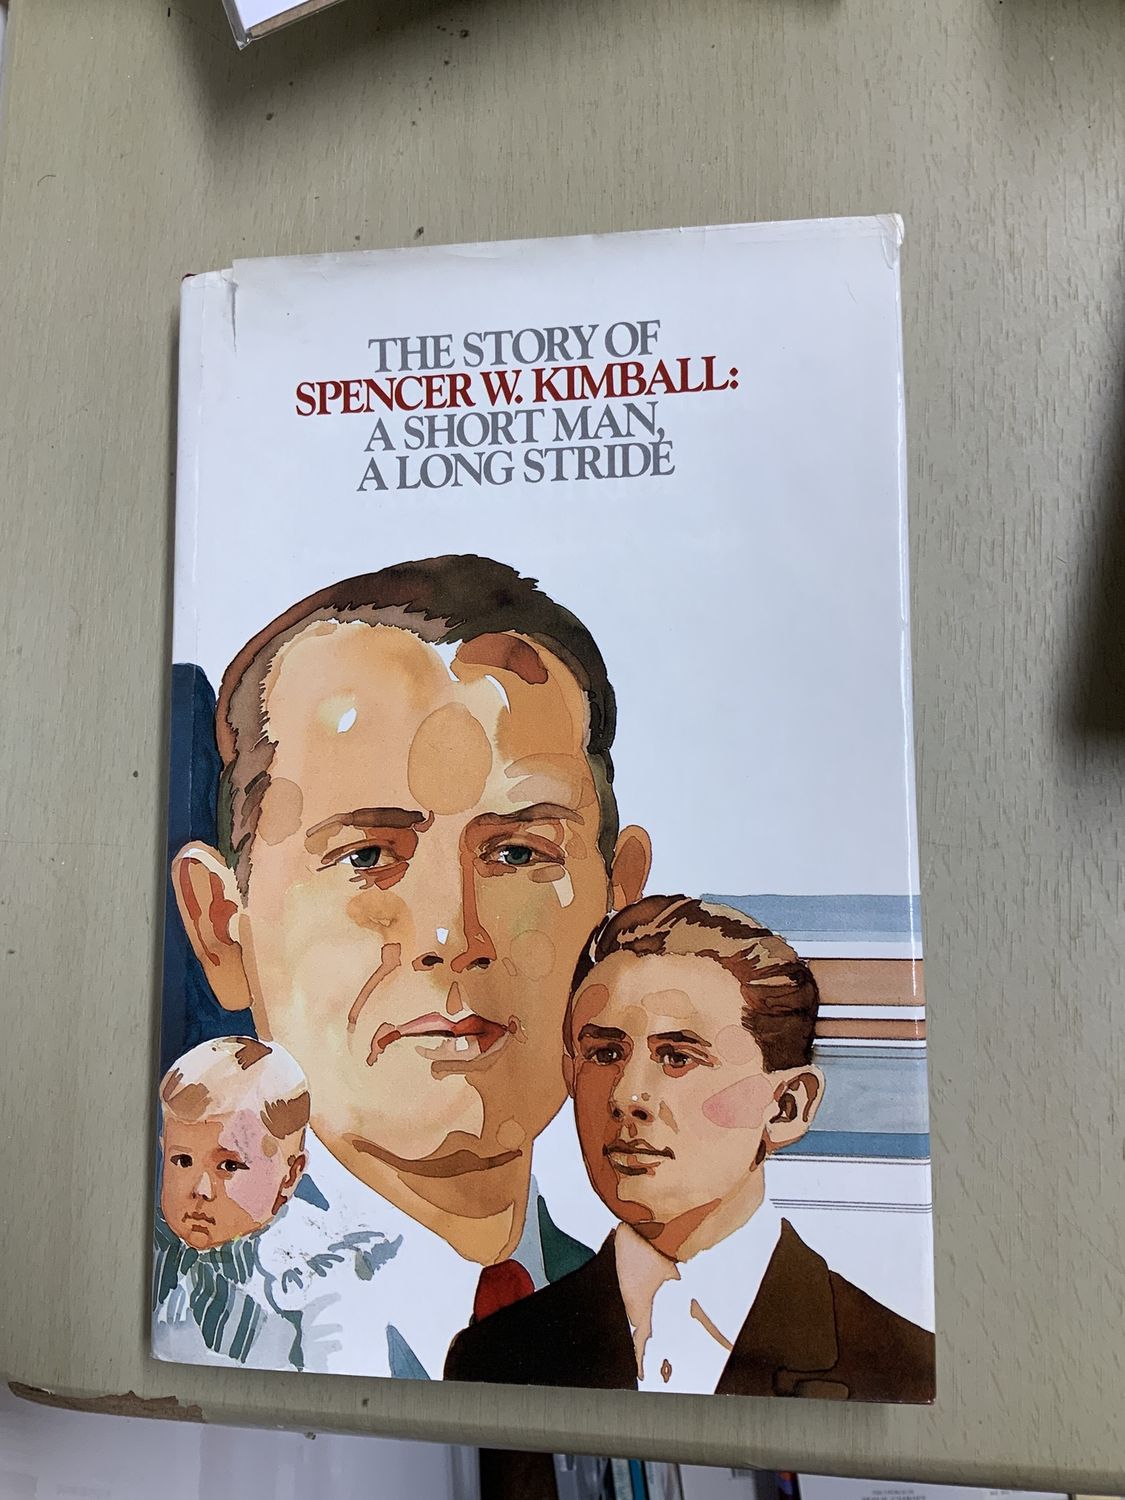 THE STORY OF
SPENCER W. KIMBALL:
A SHORT MAN,
A LONG STRIDE